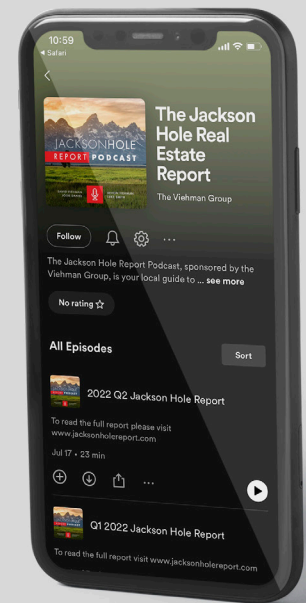 10:59
Safari
JACKSON HOLE
REPORT PODCAST
The Jackson
Hole Real
Estate
Report
The Viehman Group
Follow
The Jackson Hole Report Podcast, sponsored by the
Viehman Group, is your local guide to ... see more
No rating
All Episodes
Sort
2022 Q2 Jackson Hole Report
To read the full report please visit
www.jacksonholereport.com
Jul 17 • 23 min
Q1 2022 Jackson Hole Report
To read the full report visit www.jacksonholereport.com